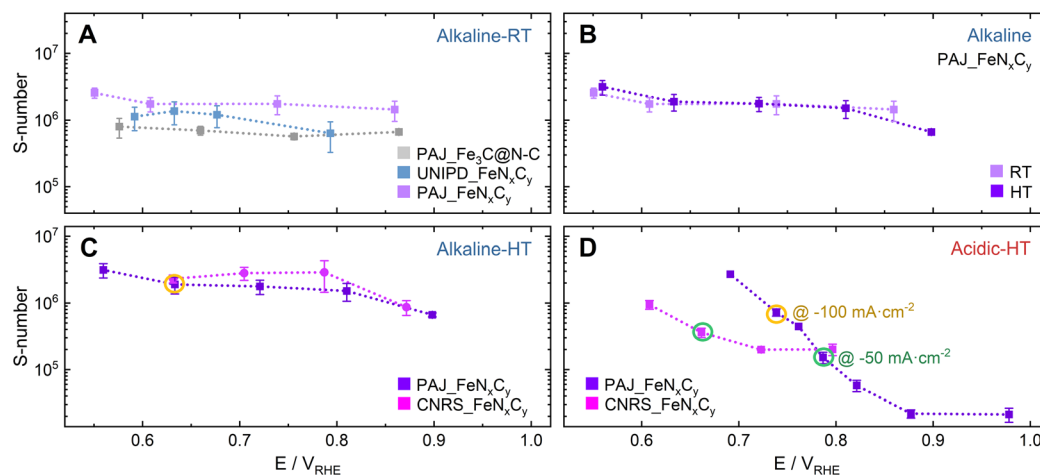 A
Alkaline-RT
S-number
10⁷
10⁶
10⁵
PAJ_Fe₃C@N-C
UNIPD_FeNₓCᵧ
PAJ_FeNₓCᵧ
B
Alkaline
PAJ_FeNₓCᵧ
RT
HT
C
Alkaline-HT
S-number
10⁷
10⁶
10⁵
PAJ_FeNₓCᵧ
CNRS_FeNₓCᵧ
0.6 0.7 0.8 0.9 1.0
E / V_RHE
D
Acidic-HT
@ -100 mA·cm⁻²
@ -50 mA·cm⁻²
PAJ_FeNₓCᵧ
CNRS_FeNₓCᵧ
0.6 0.7 0.8 0.9 1.0
E / V_RHE